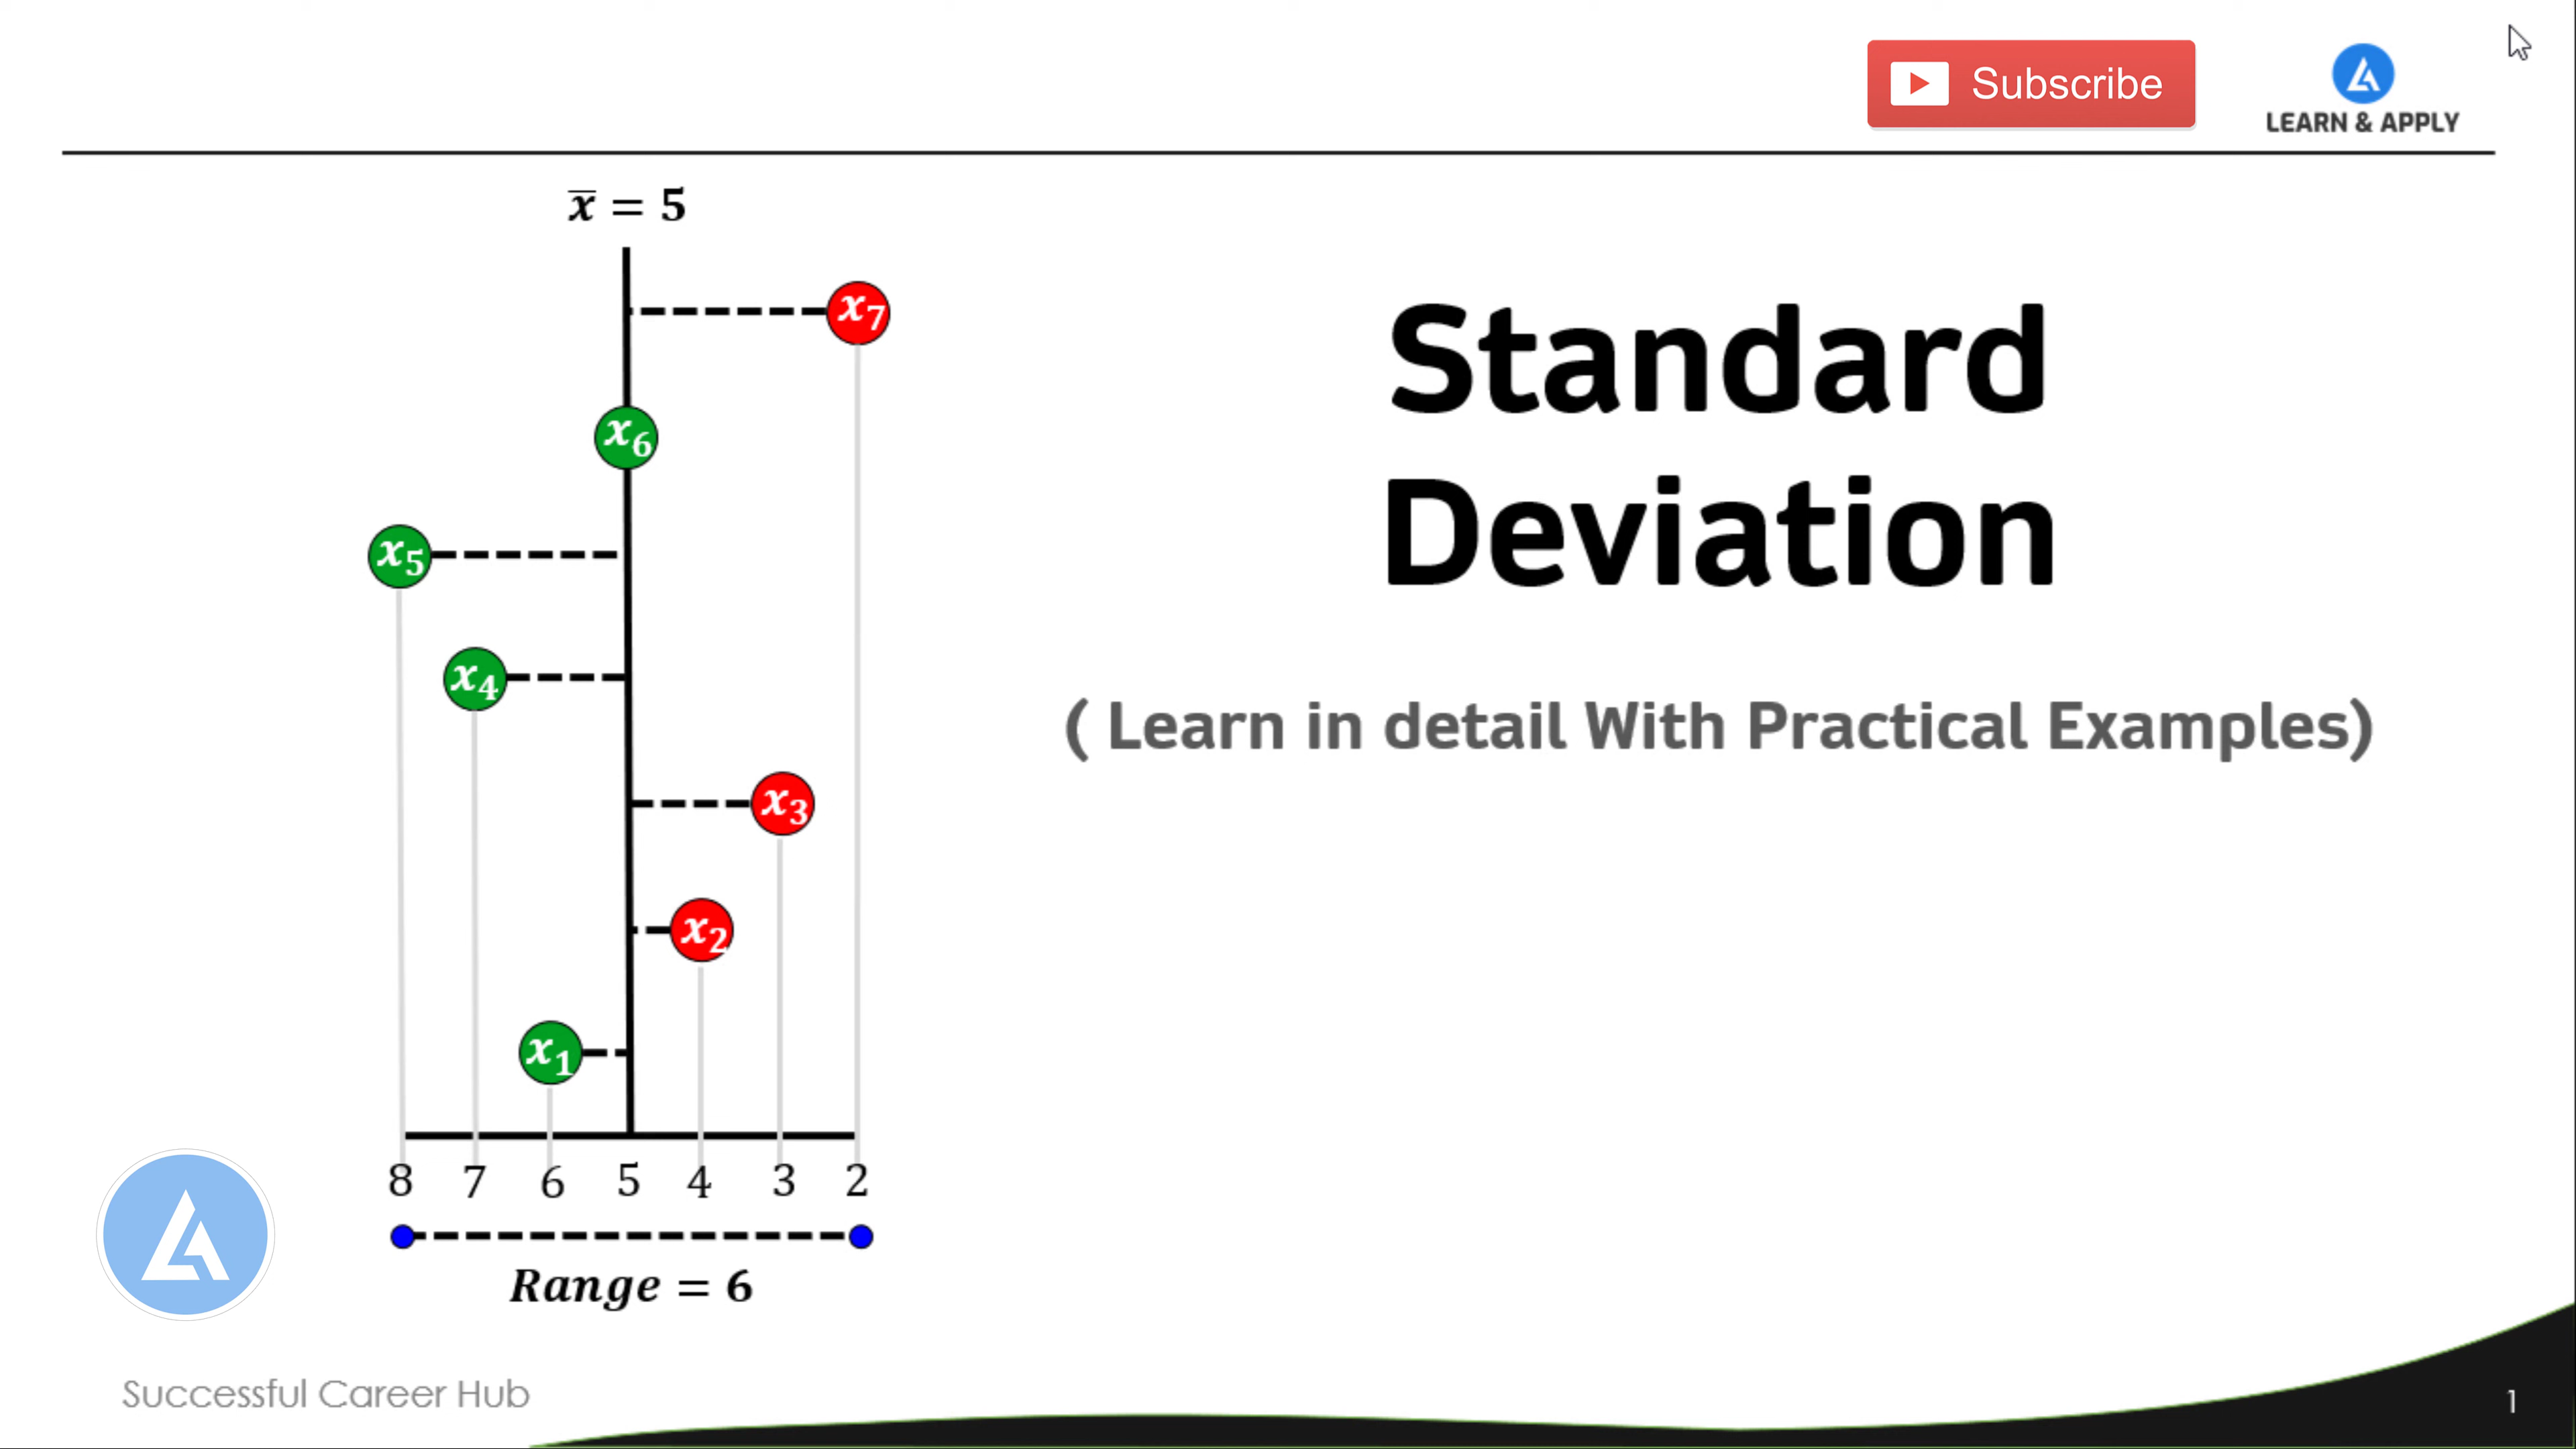 Subscribe
LEARN & APPLY
x̅ = 5
x₇
x₆
x₅
x₄
x₃
x₂
x₁
8 7 6 5 4 3 2
Range = 6
Standard
Deviation
( Learn in detail With Practical Examples)
Successful Career Hub
1